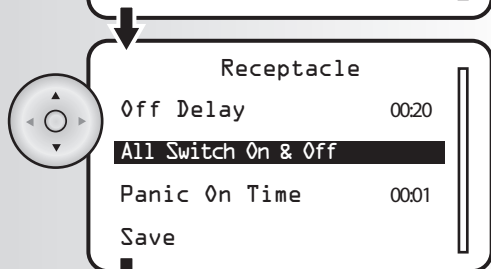 Receptacle
Off Delay 00:20
All Switch On & Off
Panic On Time 00:01
Save